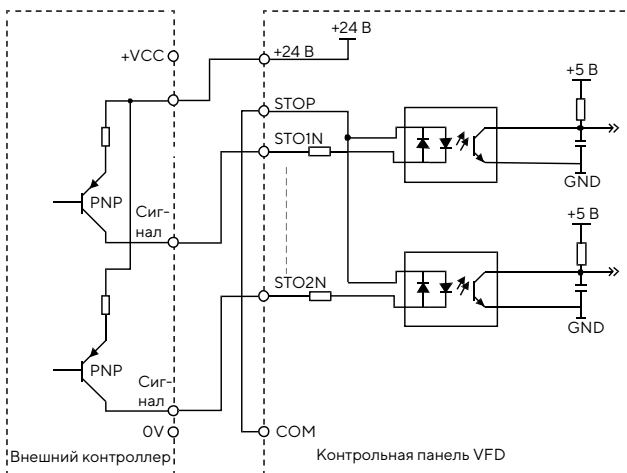 +24 В
+VCC
+24 В
+5 В
STOP
STO1N
GND
PNP
Сиг-
нал
+5 В
STO2N
GND
PNP
Сиг-
нал
0V
COM
Внешний контроллер
Контрольная панель VFD